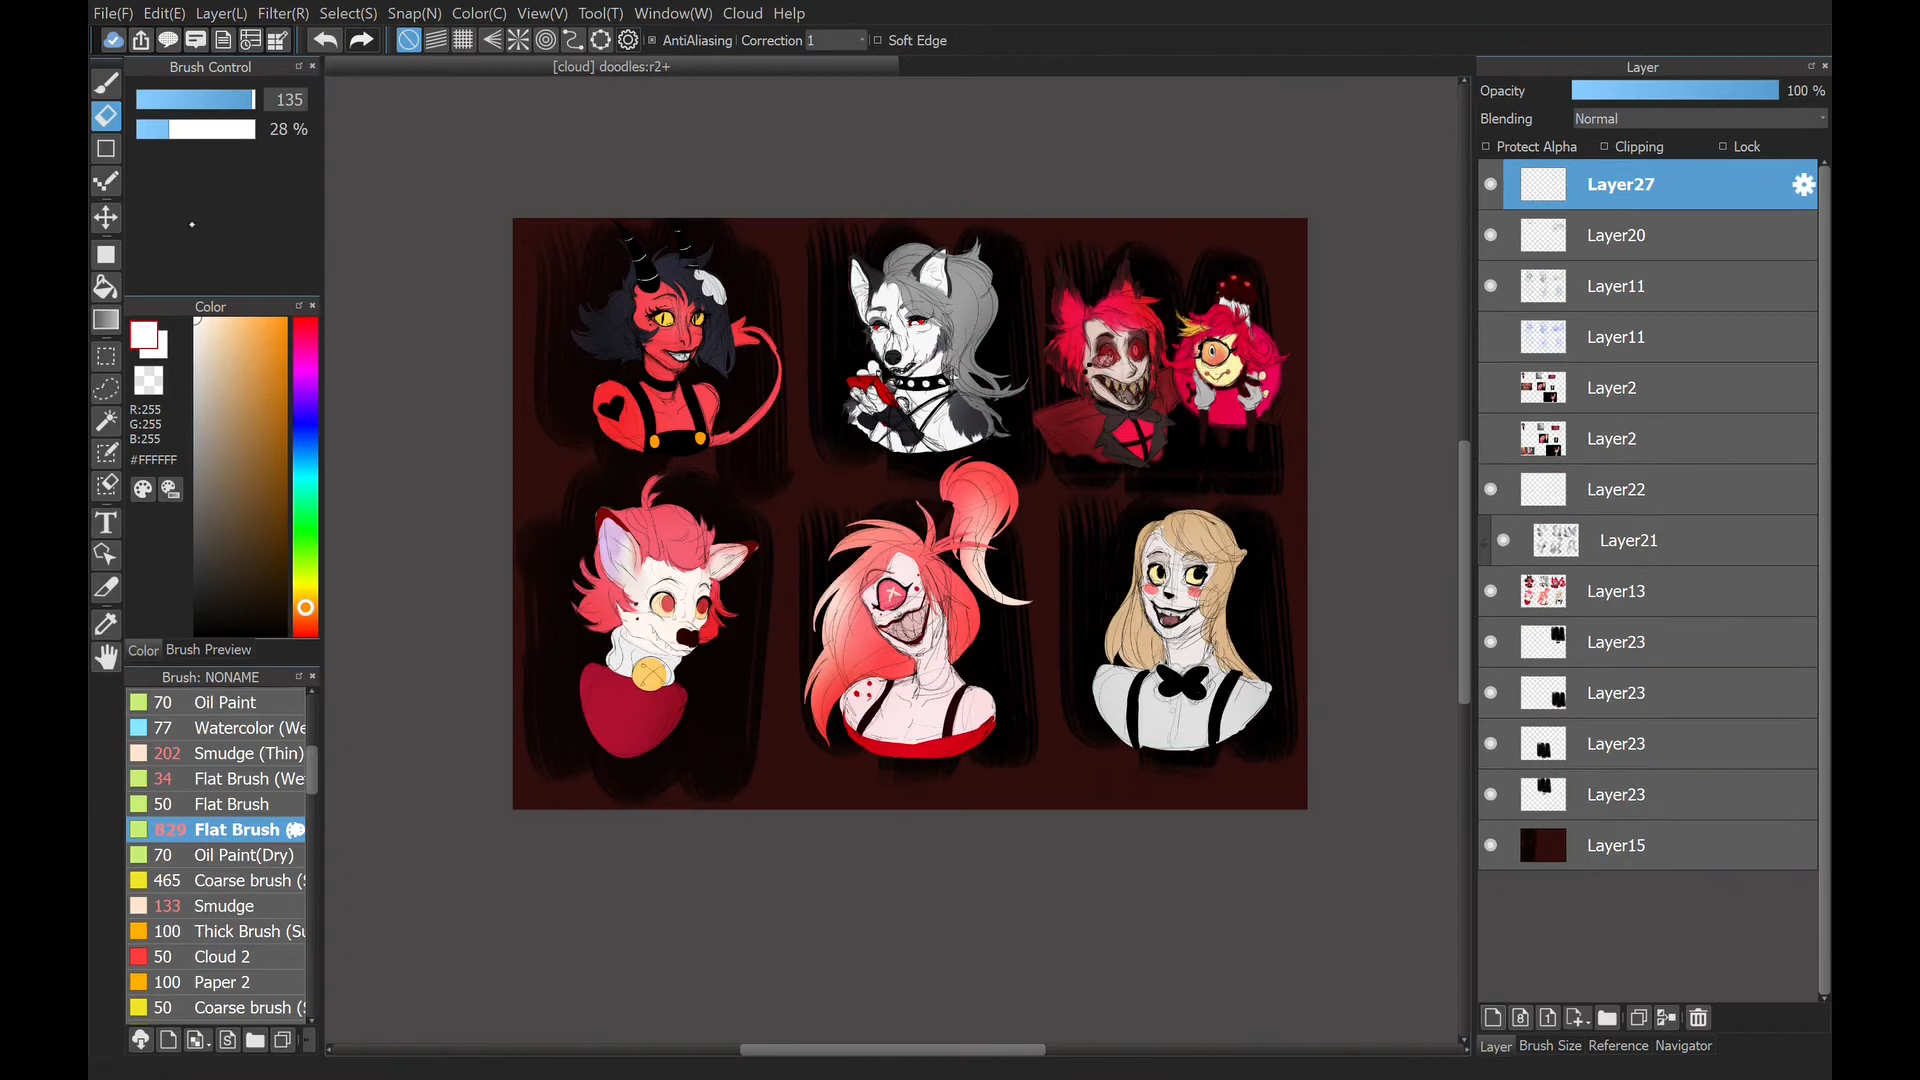 File(F) Edit(E) Layer(L) Filter(R) Select(S) Snap(N) Color(C) View(V) Tool(T) Window(W) Cloud Help
AntiAliasing Correction 1 Soft Edge
Brush Control
[cloud] doodles:r2+
Layer
135
28 %
Opacity 100 %
Blending Normal
Protect Alpha Clipping Lock
Layer27
Layer20
Layer11
Layer11
Layer2
Layer2
Layer22
Layer21
Layer13
Layer23
Layer23
Layer23
Layer23
Layer15
Color
R:255
G:255
B:255
#FFFFFF
Color Brush Preview
Brush: NONAME
70 Oil Paint
77 Watercolor (We
202 Smudge (Thin)
34 Flat Brush (We
50 Flat Brush
829 Flat Brush
70 Oil Paint(Dry)
465 Coarse brush (
133 Smudge
100 Thick Brush (Su
50 Cloud 2
100 Paper 2
50 Coarse brush (
T
S
8
1
Layer Brush Size Reference Navigator